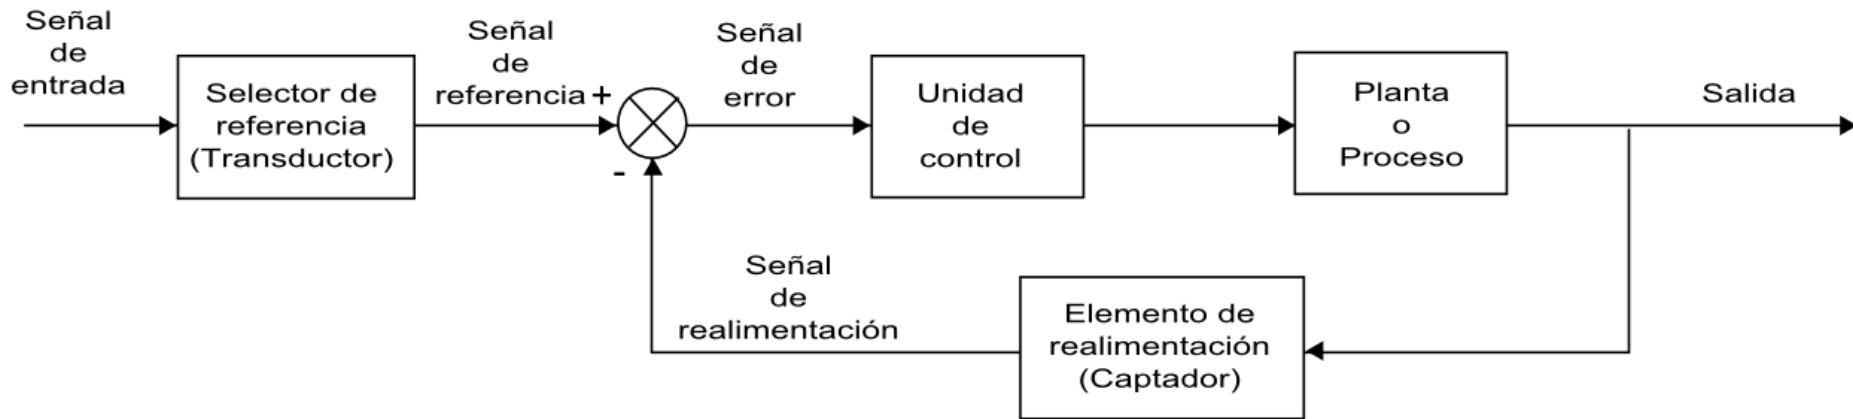 Señal
de
entrada
Selector de
referencia
(Transductor)
Señal
de
referencia
+
-
Señal
de
error
Unidad
de
control
Planta
o
Proceso
Salida
Señal
de
realimentación
Elemento de
realimentación
(Captador)